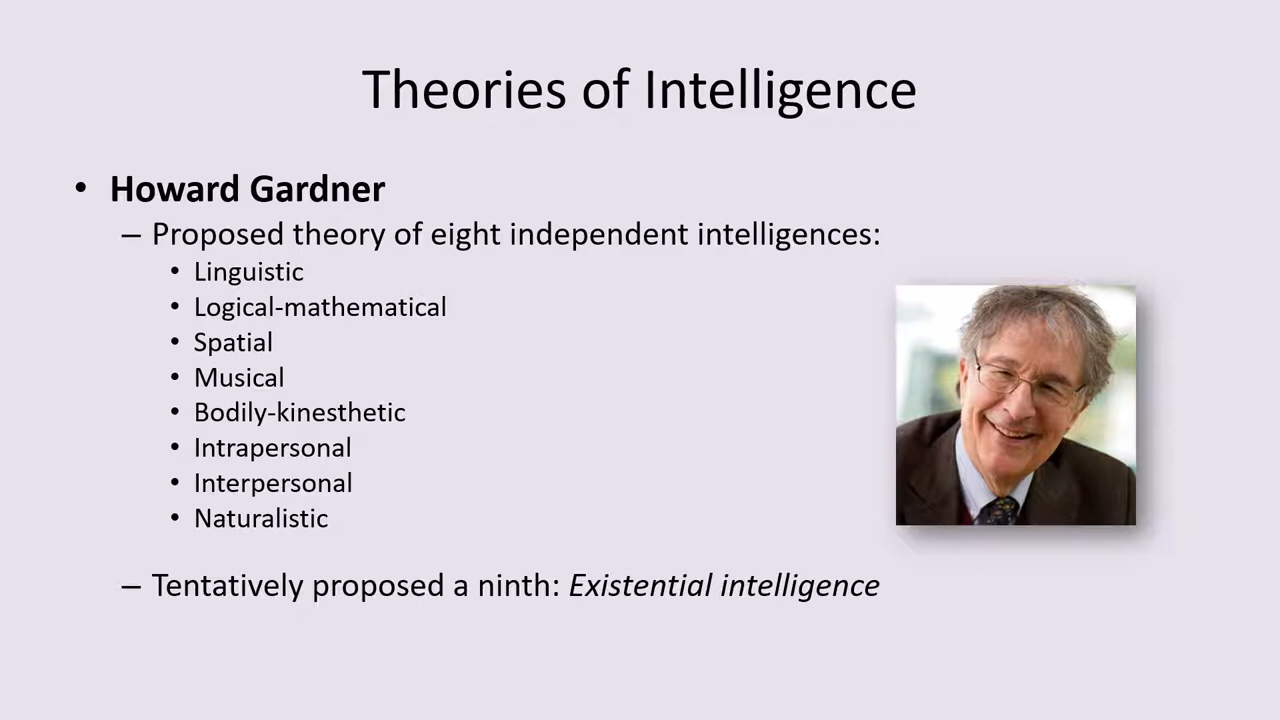 Theories of Intelligence
• Howard Gardner
– Proposed theory of eight independent intelligences:
• Linguistic
• Logical-mathematical
• Spatial
• Musical
• Bodily-kinesthetic
• Intrapersonal
• Interpersonal
• Naturalistic
– Tentatively proposed a ninth: Existential intelligence